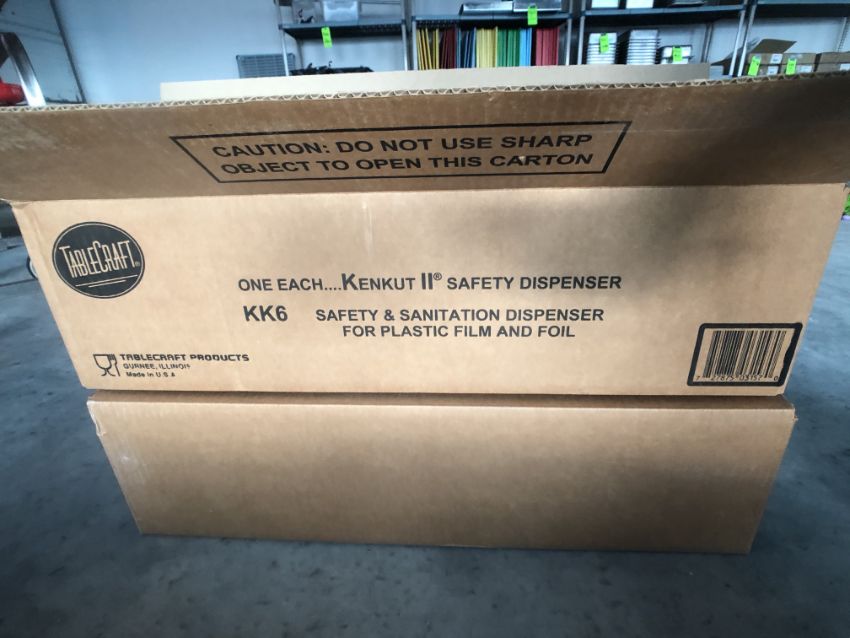 CAUTION: DO NOT USE SHARP
OBJECT TO OPEN THIS CARTON
TABLECRAFT®
ONE EACH....KENKUT II® SAFETY DISPENSER
KK6 SAFETY & SANITATION DISPENSER
FOR PLASTIC FILM AND FOIL
TABLECRAFT PRODUCTS
GURNEE, ILLINOIS
Made in U.S.A